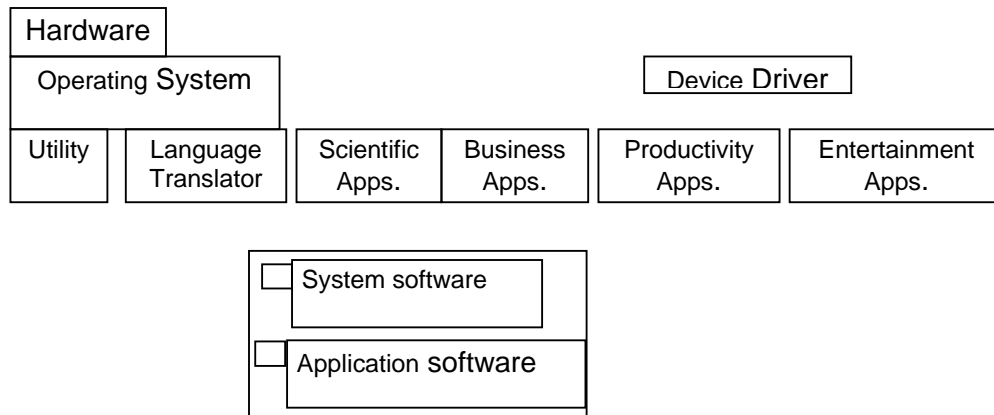 Hardware
Operating System
Device Driver
Utility
Language
Translator
Scientific
Apps.
Business
Apps.
Productivity
Apps.
Entertainment
Apps.
System software
Application software